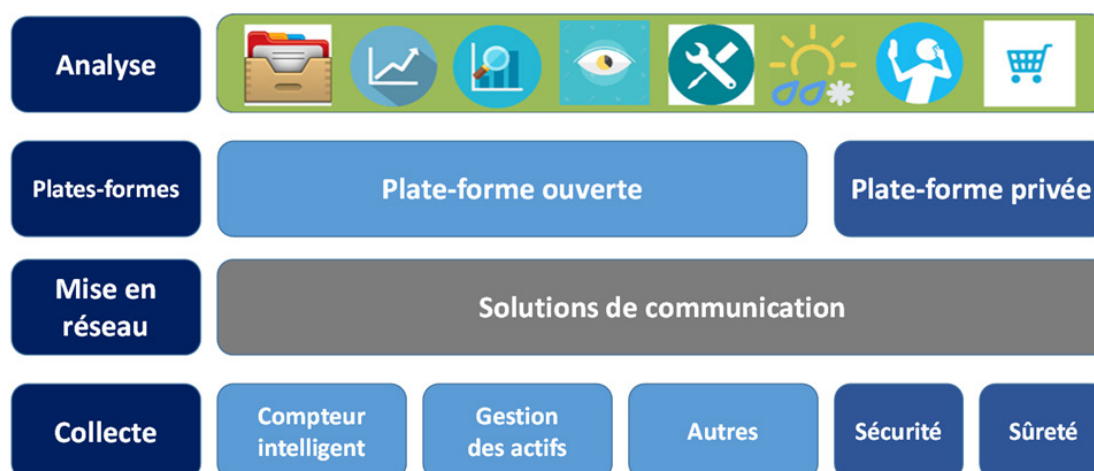 Analyse
Plates-formes
Plate-forme ouverte
Plate-forme privée
Mise en
réseau
Solutions de communication
Collecte
Compteur
intelligent
Gestion
des actifs
Autres
Sécurité
Sûreté